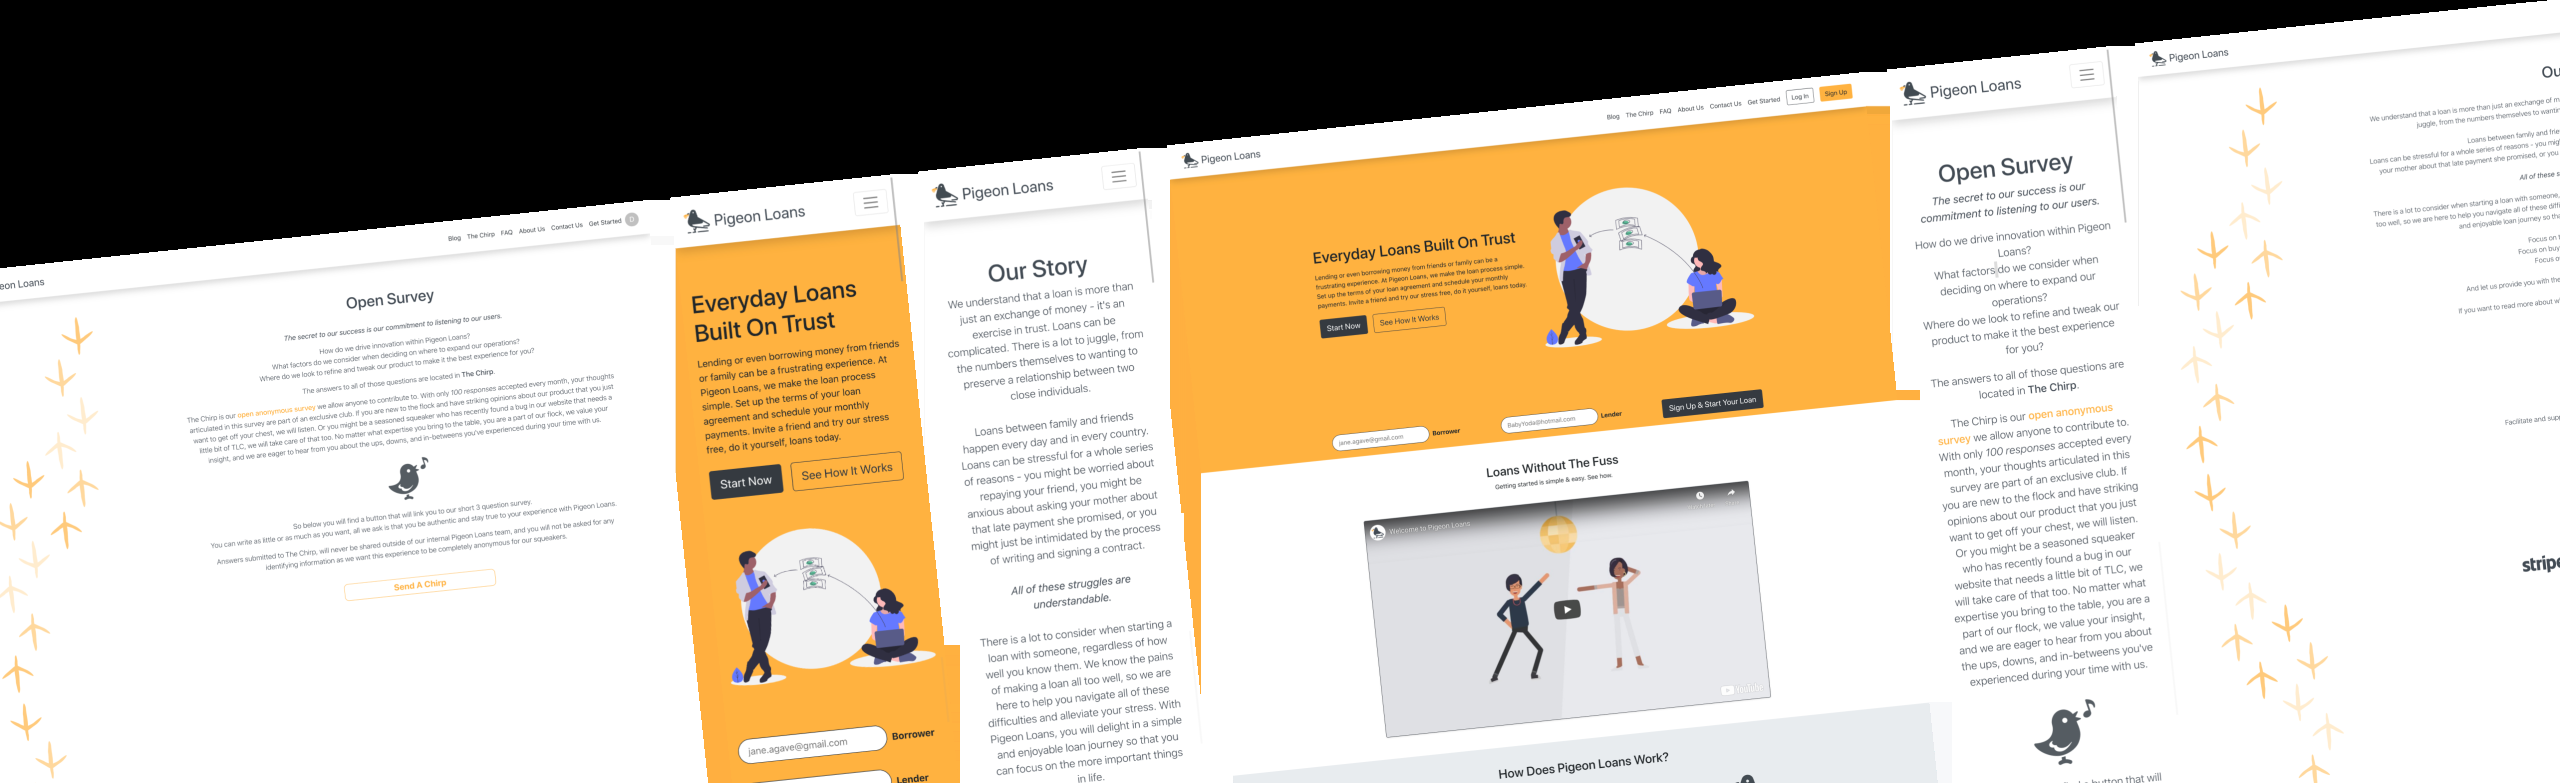 eon Loans
Blog
The Chirp
FAQ
About Us
Contact Us
Get Started
D
Open Survey
The secret to our success is our commitment to listening to our users.
How do we drive innovation within Pigeon Loans?
What factors do we consider when deciding on where to expand our operations?
Where do we look to refine and tweak our product to make it the best experience for you?
The answers to all of those questions are located in The Chirp.
The Chirp is our open anonymous survey we allow anyone to contribute to. With only 100 responses accepted every month, your thoughts
articulated in this survey are part of an exclusive club. If you are new to the flock and have striking opinions about our product that you just
want to get off your chest, we will listen. Or you might be a seasoned squeaker who has recently found a bug in our website that needs a
little bit of TLC, we will take care of that too. No matter what expertise you bring to the table, you are a part of our flock, we value your
insight, and we are eager to hear from you about the ups, downs, and in-betweens you've experienced during your time with us.
So below you will find a button that will link you to our short 3 question survey.
You can write as little or as much as you want, all we ask is that you be authentic and stay true to your experience with Pigeon Loans.
Answers submitted to The Chirp, will never be shared outside of our internal Pigeon Loans team, and you will not be asked for any
identifying information as we want this experience to be completely anonymous for our squeakers.
Send A Chirp
Pigeon Loans
Everyday Loans
Built On Trust
Lending or even borrowing money from friends
or family can be a frustrating experience. At
Pigeon Loans, we make the loan process
simple. Set up the terms of your loan
agreement and schedule your monthly
payments. Invite a friend and try our stress
free, do it yourself, loans today.
Start Now
See How It Works
jane.agave@gmail.com
Borrower
Lender
Pigeon Loans
Our Story
We understand that a loan is more than
just an exchange of money - it's an
exercise in trust. Loans can be
complicated. There is a lot to juggle, from
the numbers themselves to wanting to
preserve a relationship between two
close individuals.
Loans between family and friends
happen every day and in every country.
Loans can be stressful for a whole series
of reasons - you might be worried about
repaying your friend, you might be
anxious about asking your mother about
that late payment she promised, or you
might just be intimidated by the process
of writing and signing a contract.
All of these struggles are
understandable.
There is a lot to consider when starting a
loan with someone, regardless of how
well you know them. We know the pains
of making a loan all too well, so we are
here to help you navigate all of these
difficulties and alleviate your stress. With
Pigeon Loans, you will delight in a simple
and enjoyable loan journey so that you
can focus on the more important things
in life.
Pigeon Loans
Blog
The Chirp
FAQ
About Us
Contact Us
Get Started
Log In
Sign Up
Everyday Loans Built On Trust
Lending or even borrowing money from friends or family can be a
frustrating experience. At Pigeon Loans, we make the loan process simple.
Set up the terms of your loan agreement and schedule your monthly
payments. Invite a friend and try our stress free, do it yourself, loans today.
Start Now
See How It Works
jane.agave@gmail.com
Borrower
BabyYoda@hotmail.com
Lender
Sign Up & Start Your Loan
Loans Without The Fuss
Getting started is simple & easy. See how.
Welcome to Pigeon Loans
YouTube
How Does Pigeon Loans Work?
Pigeon Loans
Open Survey
The secret to our success is our
commitment to listening to our users.
How do we drive innovation within Pigeon
Loans?
What factors do we consider when
deciding on where to expand our
operations?
Where do we look to refine and tweak our
product to make it the best experience
for you?
The answers to all of those questions are
located in The Chirp.
The Chirp is our open anonymous
survey we allow anyone to contribute to.
With only 100 responses accepted every
month, your thoughts articulated in this
survey are part of an exclusive club. If
you are new to the flock and have striking
opinions about our product that you just
want to get off your chest, we will listen.
Or you might be a seasoned squeaker
who has recently found a bug in our
website that needs a little bit of TLC, we
will take care of that too. No matter what
expertise you bring to the table, you are a
part of our flock, we value your insight,
and we are eager to hear from you about
the ups, downs, and in-betweens you've
experienced during your time with us.
a button that will
Pigeon Loans
Ou
We understand that a loan is more than just an exchange of m
juggle, from the numbers themselves to wantin
Loans between family and frie
Loans can be stressful for a whole series of reasons - you mig
your mother about that late payment she promised, or you
All of these s
There is a lot to consider when starting a loan with someone,
too well, so we are here to help you navigate all of these diffi
and enjoyable loan journey so tha
Focus on t
Focus on buy
Focus o
And let us provide you with the
If you want to read more about w
Facilitate and supp
stripe